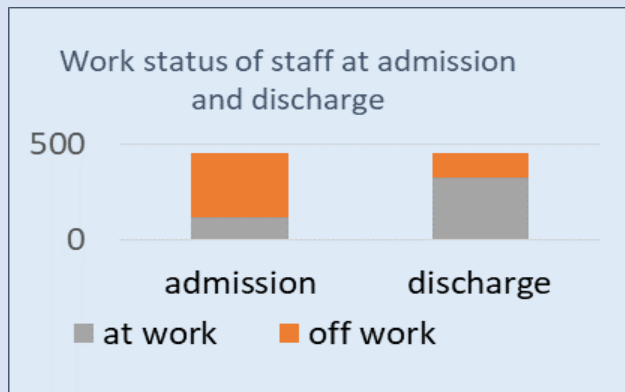 Work status of staff at admission
and discharge
500
0
admission discharge
at work off work